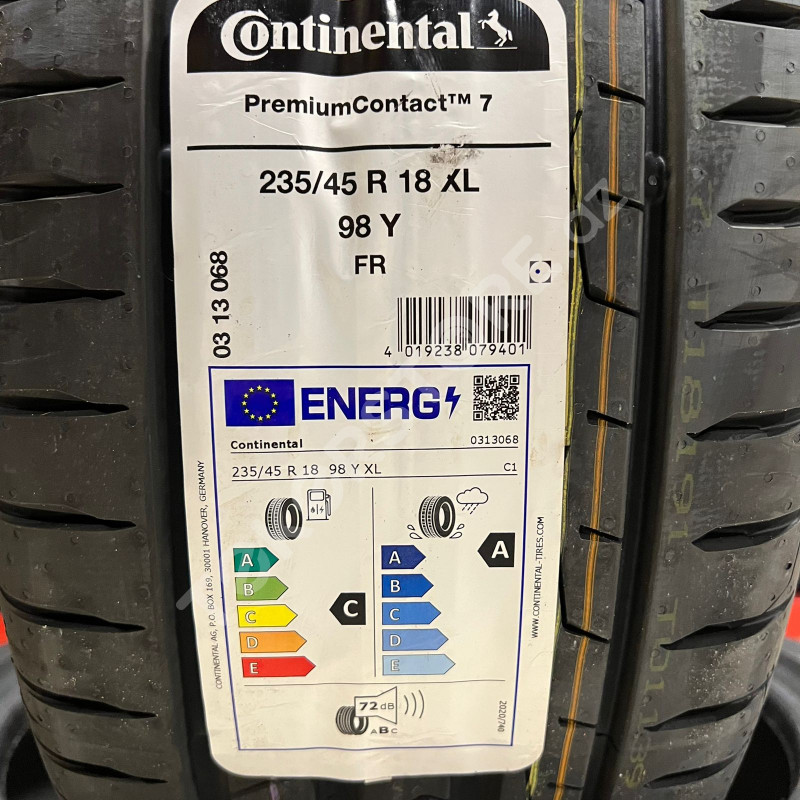 Continental
PremiumContact™ 7
235/45 R 18 XL
98 Y
FR
03 13 068
4 019238 079401
ENERG
Continental
0313068
235/45 R 18 98 Y XL
C1
A
B
C
D
E
C
A
B
C
D
E
A
72 dB
ABC
2020/740
CONTINENTAL AG, P.O. BOX 169, 30001 HANOVER, GERMANY
WWW.CONTINENTAL-TIRES.COM